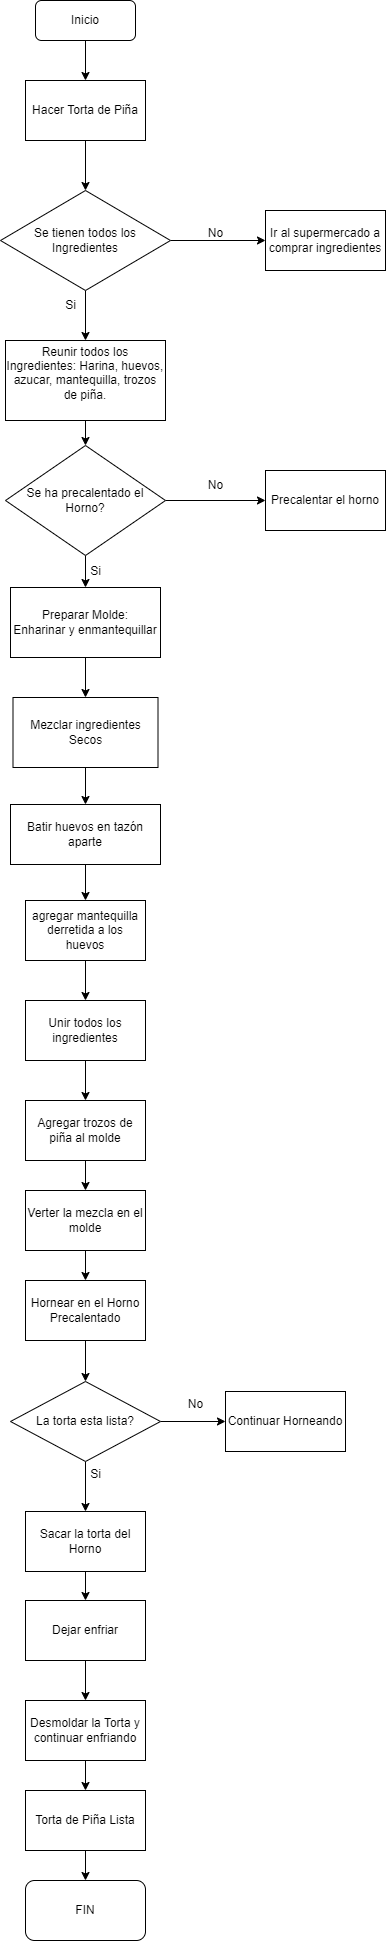 Inicio
Hacer Torta de Piña
Se tienen todos los
Ingredientes
No
Ir al supermercado a
comprar ingredientes
Si
Reunir todos los
Ingredientes: Harina, huevos,
azucar, mantequilla, trozos
de piña.
Se ha precalentado el
Horno?
No
Precalentar el horno
Si
Preparar Molde:
Enharinar y enmantequillar
Mezclar ingredientes
Secos
Batir huevos en tazón
aparte
agregar mantequilla
derretida a los
huevos
Unir todos los
ingredientes
Agregar trozos de
piña al molde
Verter la mezcla en el
molde
Hornear en el Horno
Precalentado
La torta esta lista?
No
Continuar Horneando
Si
Sacar la torta del
Horno
Dejar enfriar
Desmoldar la Torta y
continuar enfriando
Torta de Piña Lista
FIN